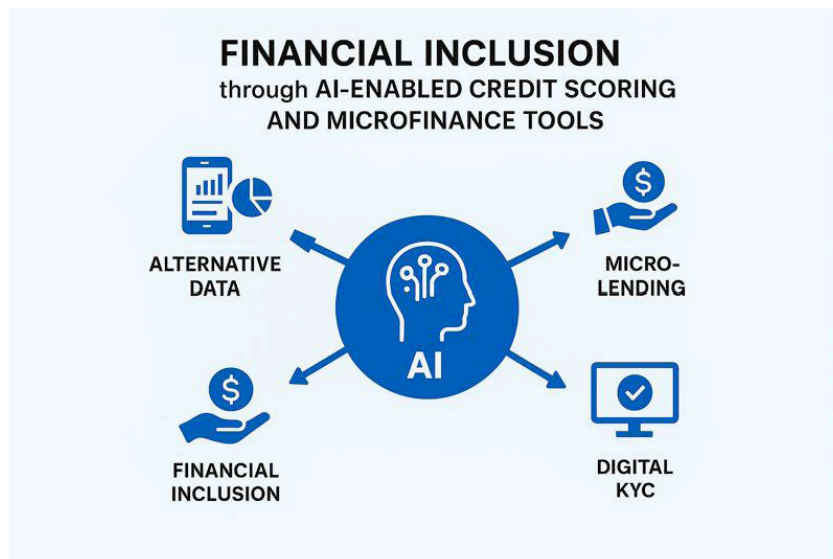 FINANCIAL INCLUSION
through AI-ENABLED CREDIT SCORING
AND MICROFINANCE TOOLS
$
ALTERNATIVE
DATA
MICRO-
LENDING
AI
$
FINANCIAL
INCLUSION
DIGITAL
KYC